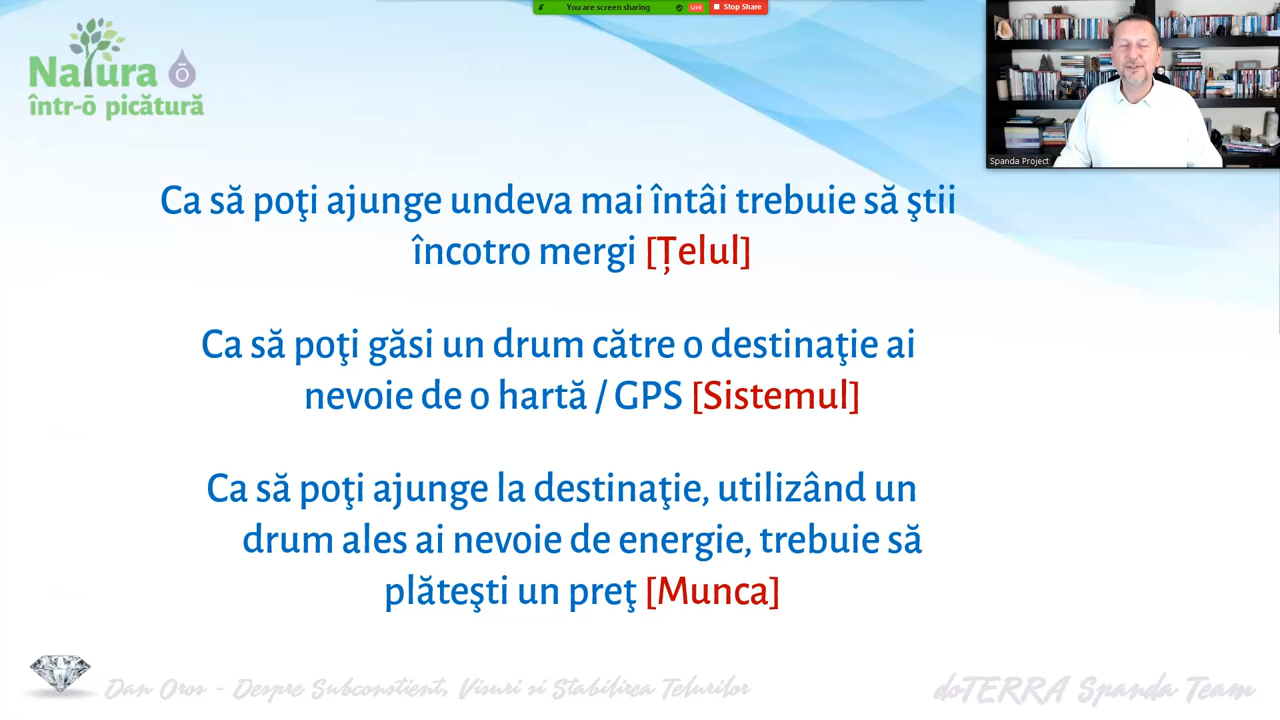 You are screen sharing LIVE Stop Share
Natura
într-ō picătură
Spanda Project
Ca să poţi ajunge undeva mai întâi trebuie să ştii
încotro mergi [Țelul]
Ca să poţi găsi un drum către o destinaţie ai
nevoie de o hartă / GPS [Sistemul]
Ca să poţi ajunge la destinaţie, utilizând un
drum ales ai nevoie de energie, trebuie să
plăteşti un preţ [Munca]
Dan Oros - Despre Subconstient, Visuri si Stabilirea Telurilor
doTERRA Spanda Team